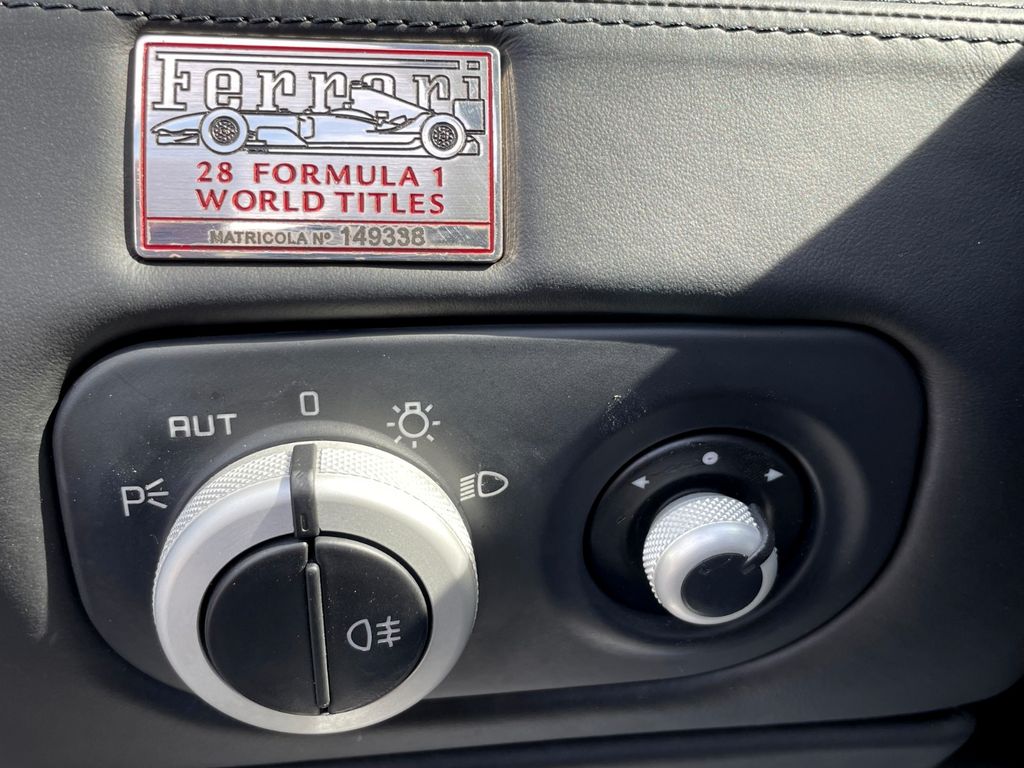 Ferrari
28 FORMULA 1
WORLD TITLES
MATRICOLA Nº 149338
AUT
0
P